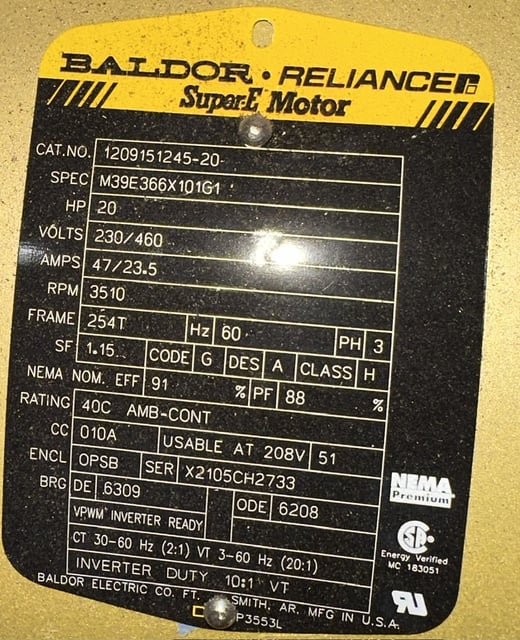 BALDOR • RELIANCER
Super-E Motor
CAT.NO. 1209151245-20
SPEC M39E366X101G1
HP 20
VOLTS 230/460
AMPS 47/23.5
RPM 3510
FRAME 254T Hz 60 PH 3
SF 1.15 CODE G DES A CLASS H
NEMA NOM. EFF 91 % PF 88 %
RATING 40C AMB-CONT
CC 010A USABLE AT 208V 51
ENCL OPSB SER X2105CH2733
BRG DE 6309 ODE 6208
VPWM INVERTER READY
CT 30-60 Hz (2:1) VT 3-60 Hz (20:1)
INVERTER DUTY 10:1 VT
BALDOR ELECTRIC CO. FT. SMITH, AR. MFG IN U.S.A.
P3553L
NEMA
Premium
Energy Verified
MC 183051